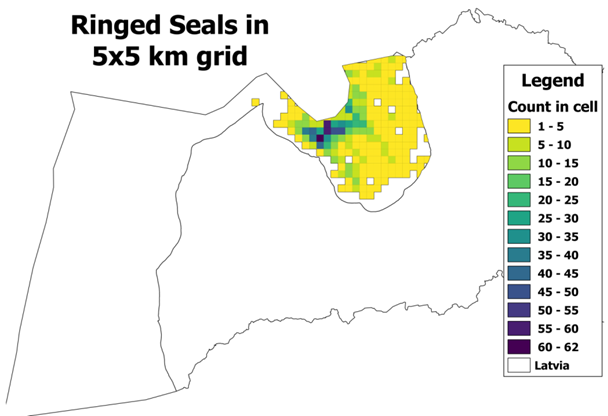 Ringed Seals in
5x5 km grid
Legend
Count in cell
1 - 5
5 - 10
10 - 15
15 - 20
20 - 25
25 - 30
30 - 35
35 - 40
40 - 45
45 - 50
50 - 55
55 - 60
60 - 62
Latvia